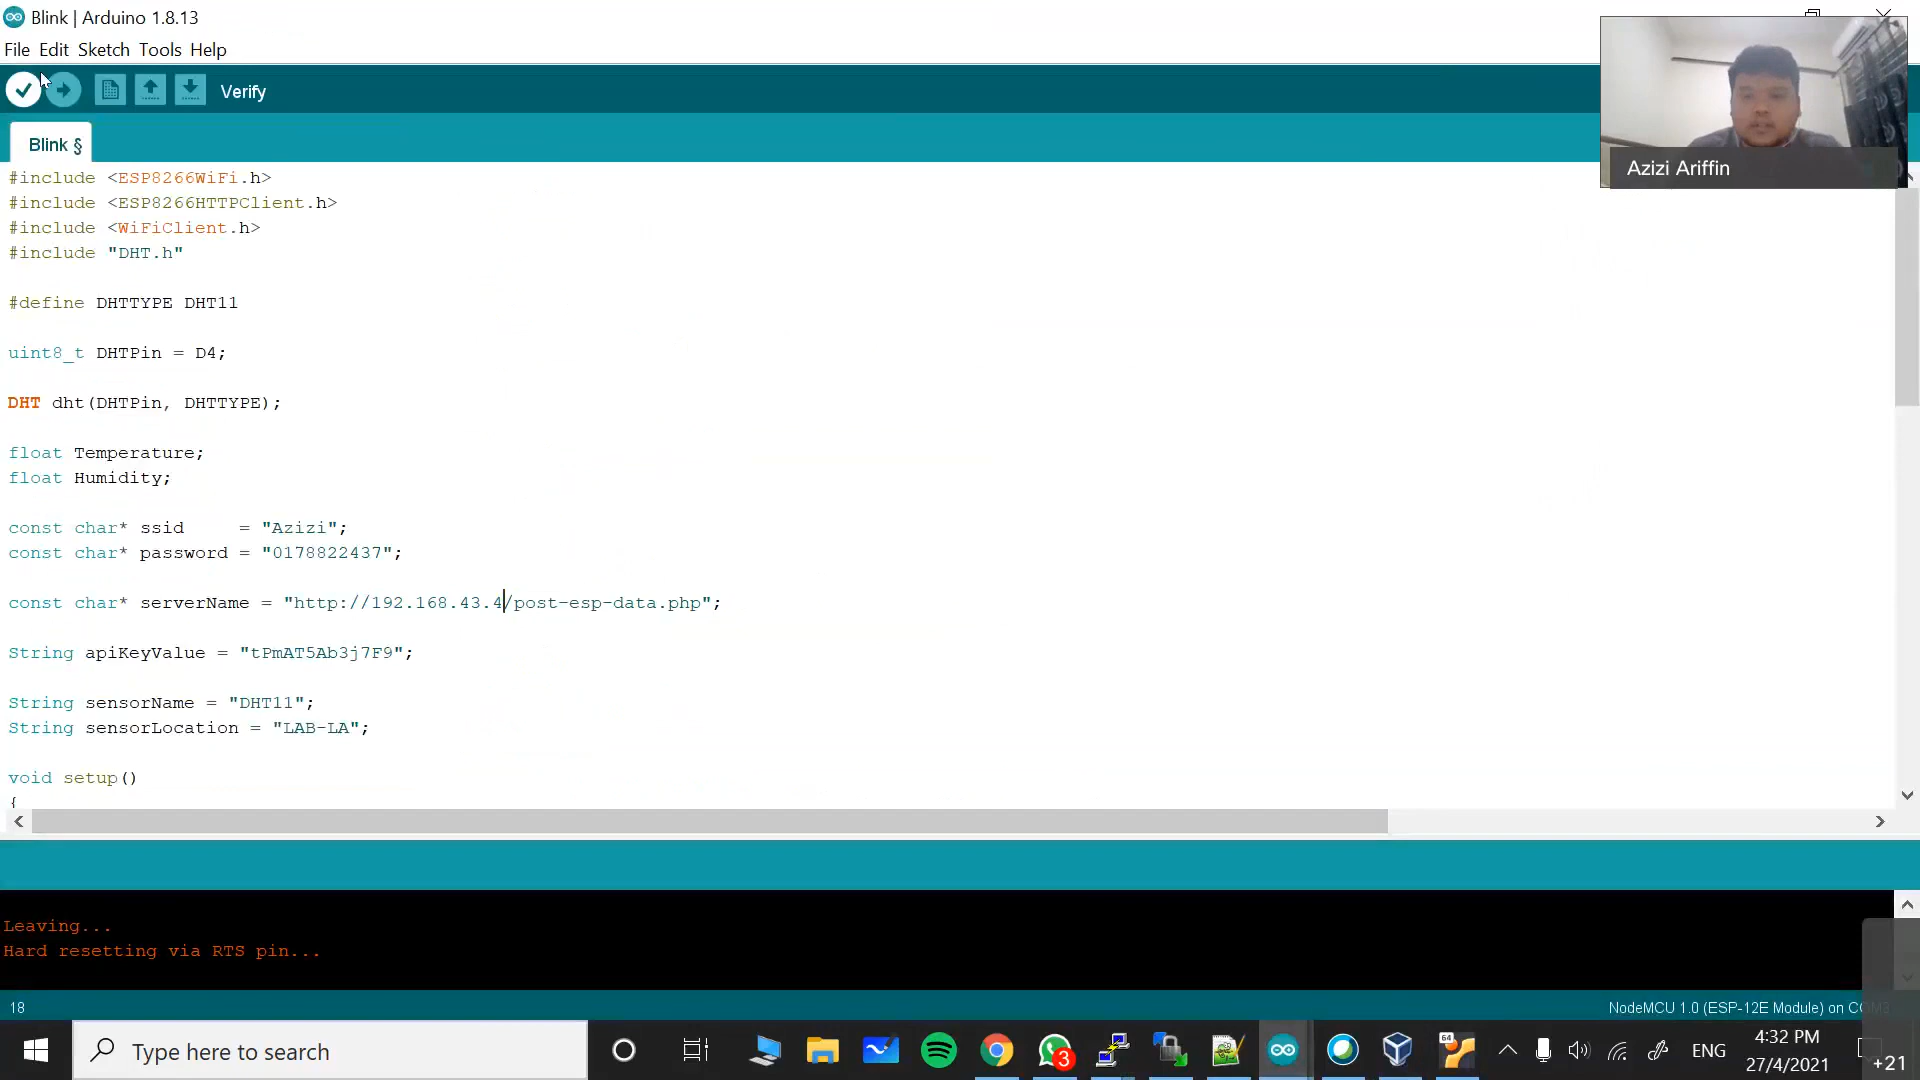 Blink | Arduino 1.8.13
File Edit Sketch Tools Help
Verify
Azizi Ariffin
Blink §
#include <ESP8266WiFi.h>
#include <ESP8266HTTPClient.h>
#include <WiFiClient.h>
#include "DHT.h"
#define DHTTYPE DHT11
uint8_t DHTPin = D4;
DHT dht(DHTPin, DHTTYPE);
float Temperature;
float Humidity;
const char* ssid     = "Azizi";
const char* password = "0178822437";
const char* serverName = "http://192.168.43.4/post-esp-data.php";
String apiKeyValue = "tPmAT5Ab3j7F9";
String sensorName = "DHT11";
String sensorLocation = "LAB-LA";
void setup()
{
Leaving...
Hard resetting via RTS pin...
18
NodeMCU 1.0 (ESP-12E Module) on
Type here to search
3
64
ENG
4:32 PM
27/4/2021
+21